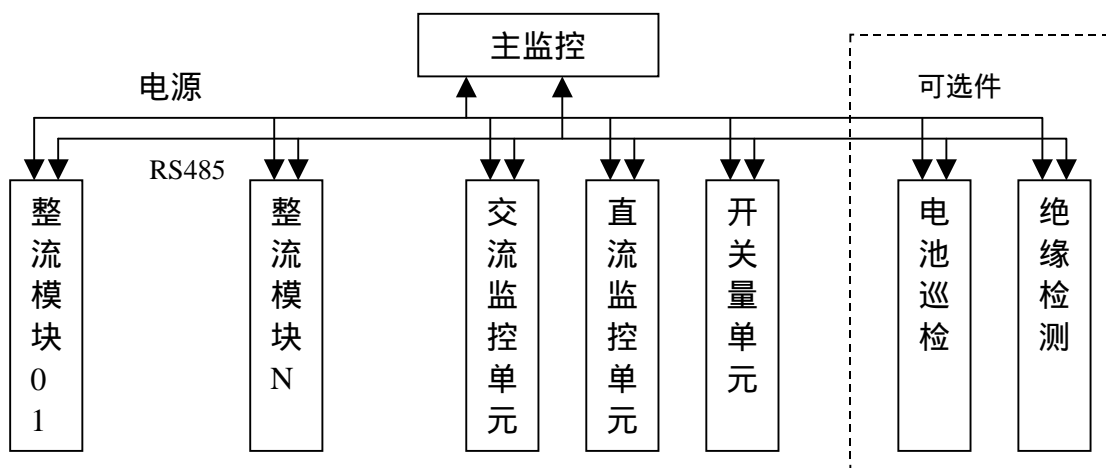 主监控
电源
可选件
RS485
整流模块01
整流模块N
交流监控单元
直流监控单元
开关量单元
电池巡检
绝缘检测